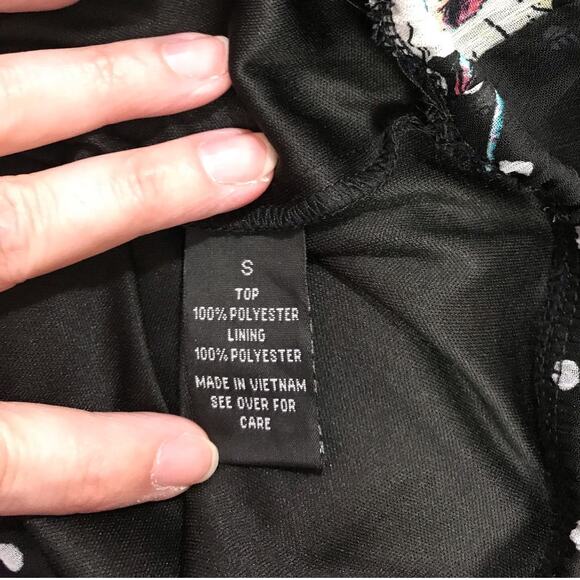 S
TOP
100% POLYESTER
LINING
100% POLYESTER
MADE IN VIETNAM
SEE OVER FOR
CARE